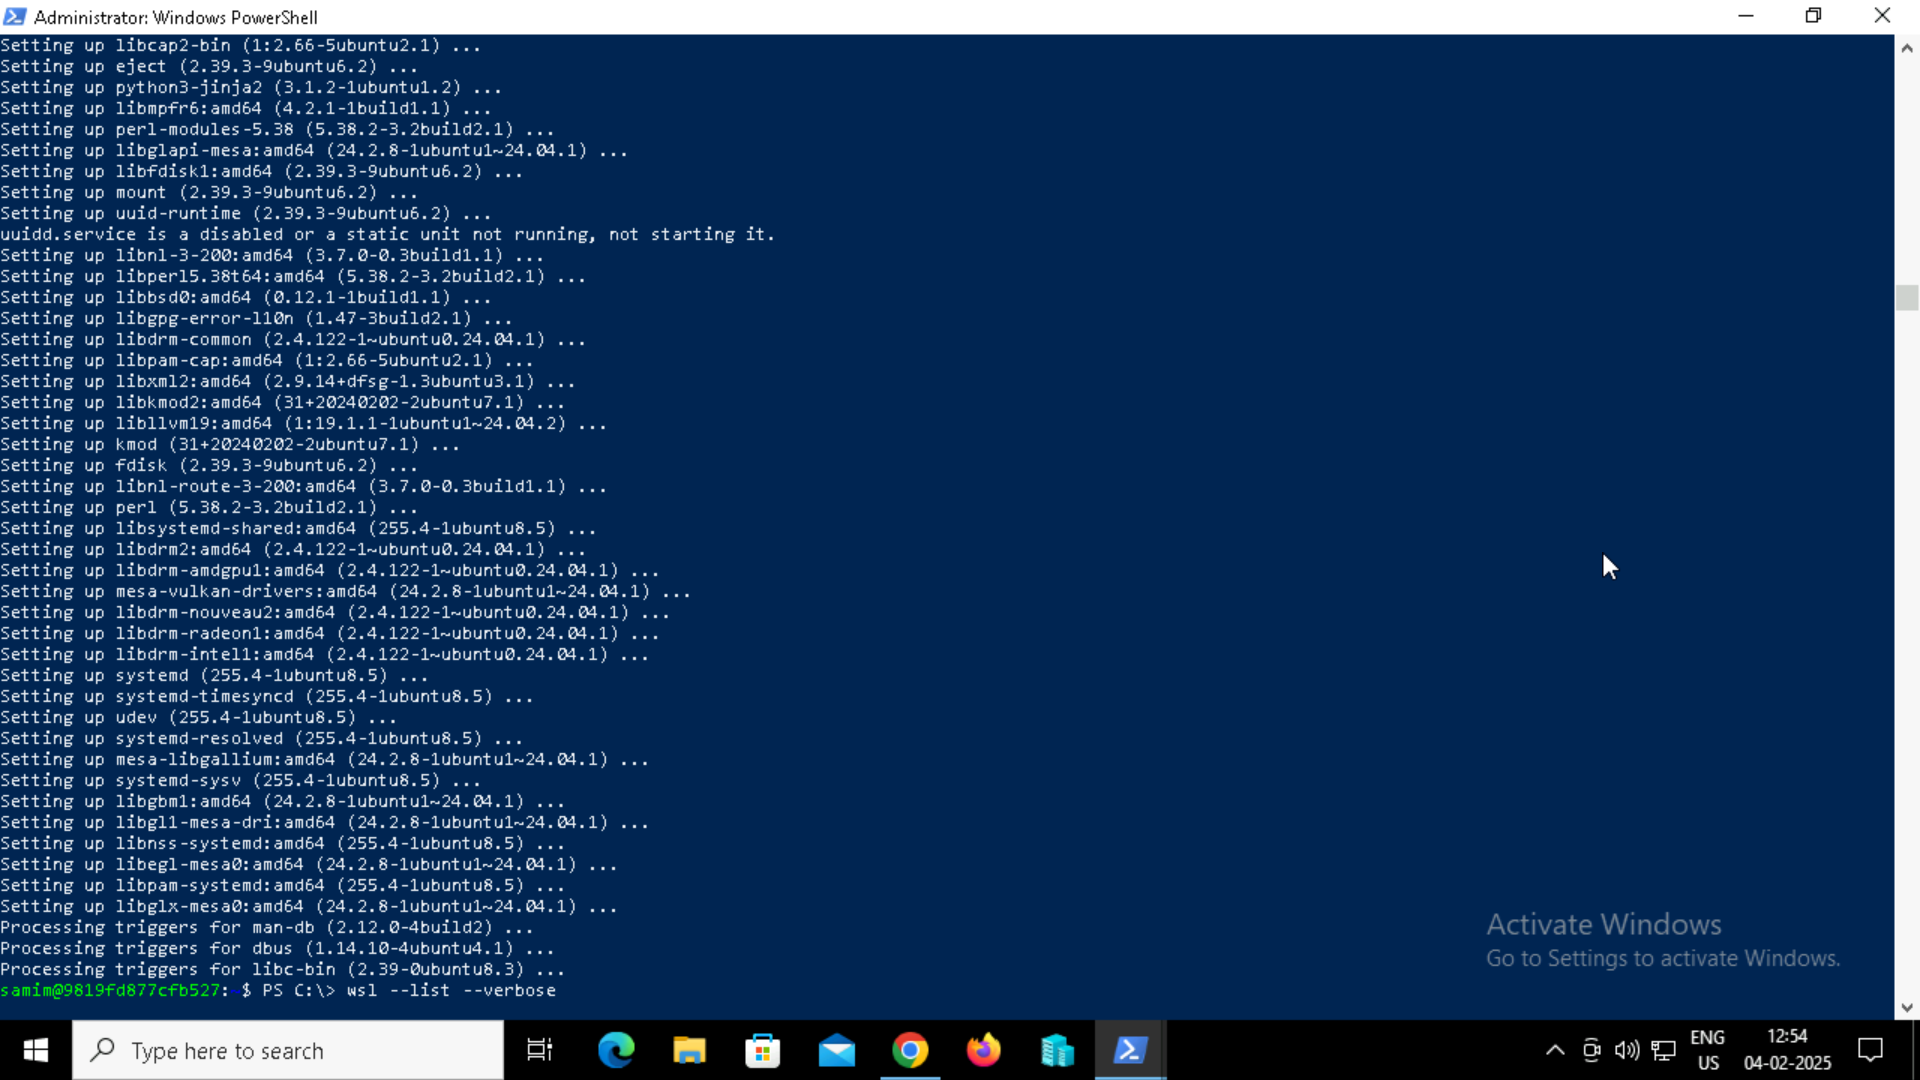 Administrator: Windows PowerShell
Setting up libcap2-bin (1:2.66-5ubuntu2.1) ...
Setting up eject (2.39.3-9ubuntu6.2) ...
Setting up python3-jinja2 (3.1.2-1ubuntu1.2) ...
Setting up libmpfr6:amd64 (4.2.1-1build1.1) ...
Setting up perl-modules-5.38 (5.38.2-3.2build2.1) ...
Setting up libglapi-mesa:amd64 (24.2.8-1ubuntu1~24.04.1) ...
Setting up libfdisk1:amd64 (2.39.3-9ubuntu6.2) ...
Setting up mount (2.39.3-9ubuntu6.2) ...
Setting up uuid-runtime (2.39.3-9ubuntu6.2) ...
uuidd.service is a disabled or a static unit not running, not starting it.
Setting up libnl-3-200:amd64 (3.7.0-0.3build1.1) ...
Setting up libperl5.38t64:amd64 (5.38.2-3.2build2.1) ...
Setting up libbsd0:amd64 (0.12.1-1build1.1) ...
Setting up libgpg-error-l10n (1.47-3build2.1) ...
Setting up libdrm-common (2.4.122-1~ubuntu0.24.04.1) ...
Setting up libpam-cap:amd64 (1:2.66-5ubuntu2.1) ...
Setting up libxml2:amd64 (2.9.14+dfsg-1.3ubuntu3.1) ...
Setting up libkmod2:amd64 (31+20240202-2ubuntu7.1) ...
Setting up libllvm19:amd64 (1:19.1.1-1ubuntu1~24.04.2) ...
Setting up kmod (31+20240202-2ubuntu7.1) ...
Setting up fdisk (2.39.3-9ubuntu6.2) ...
Setting up libnl-route-3-200:amd64 (3.7.0-0.3build1.1) ...
Setting up perl (5.38.2-3.2build2.1) ...
Setting up libsystemd-shared:amd64 (255.4-1ubuntu8.5) ...
Setting up libdrm2:amd64 (2.4.122-1~ubuntu0.24.04.1) ...
Setting up libdrm-amdgpu1:amd64 (2.4.122-1~ubuntu0.24.04.1) ...
Setting up mesa-vulkan-drivers:amd64 (24.2.8-1ubuntu1~24.04.1) ...
Setting up libdrm-nouveau2:amd64 (2.4.122-1~ubuntu0.24.04.1) ...
Setting up libdrm-radeon1:amd64 (2.4.122-1~ubuntu0.24.04.1) ...
Setting up libdrm-intel1:amd64 (2.4.122-1~ubuntu0.24.04.1) ...
Setting up systemd (255.4-1ubuntu8.5) ...
Setting up systemd-timesyncd (255.4-1ubuntu8.5) ...
Setting up udev (255.4-1ubuntu8.5) ...
Setting up systemd-resolved (255.4-1ubuntu8.5) ...
Setting up mesa-libgallium:amd64 (24.2.8-1ubuntu1~24.04.1) ...
Setting up systemd-sysv (255.4-1ubuntu8.5) ...
Setting up libgbm1:amd64 (24.2.8-1ubuntu1~24.04.1) ...
Setting up libgl1-mesa-dri:amd64 (24.2.8-1ubuntu1~24.04.1) ...
Setting up libnss-systemd:amd64 (255.4-1ubuntu8.5) ...
Setting up libegl-mesa0:amd64 (24.2.8-1ubuntu1~24.04.1) ...
Setting up libpam-systemd:amd64 (255.4-1ubuntu8.5) ...
Setting up libglx-mesa0:amd64 (24.2.8-1ubuntu1~24.04.1) ...
Processing triggers for man-db (2.12.0-4build2) ...
Processing triggers for dbus (1.14.10-4ubuntu4.1) ...
Processing triggers for libc-bin (2.39-0ubuntu8.3) ...
samim@9819fd877cfb527:~$ PS C:\> wsl --list --verbose
Activate Windows
Go to Settings to activate Windows.
Type here to search
ENG
US
12:54
04-02-2025